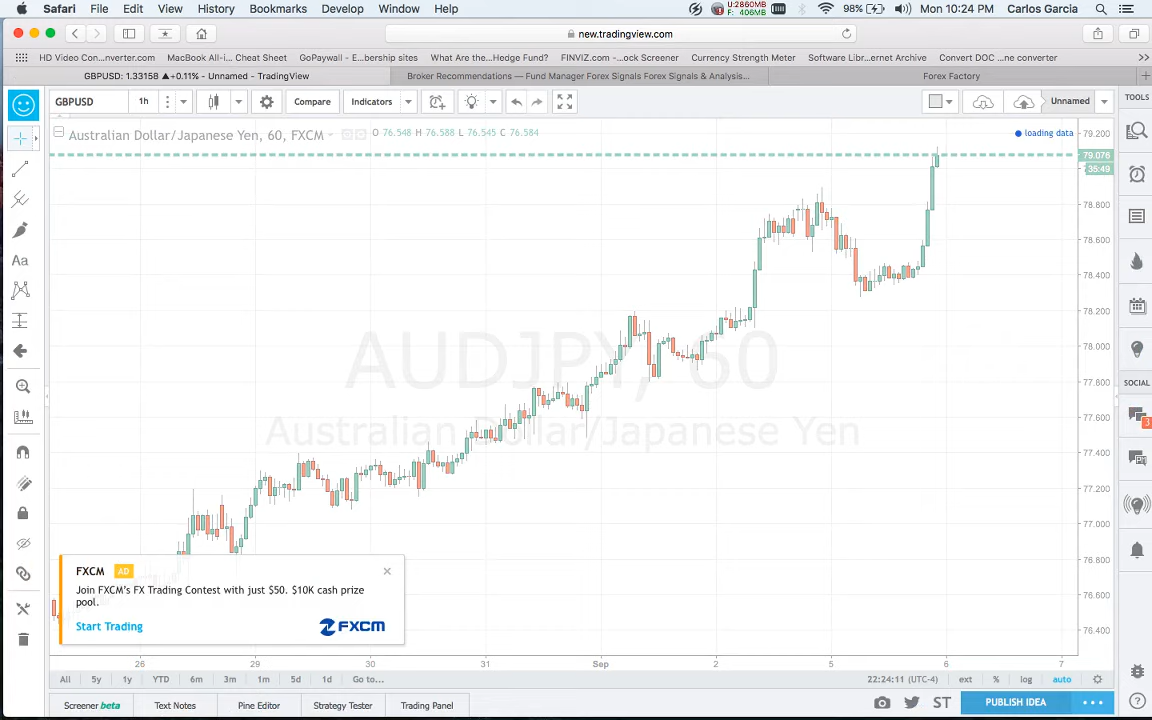 Safari File Edit View History Bookmarks Develop Window Help
U:2860MB
F: 406MB
98%
Mon 10:24 PM Carlos Garcia
new.tradingview.com
HD Video Con...nverter.com MacBook All-i... Cheat Sheet GoPaywall - E...bership sites What Are th...Hedge Fund? FINVIZ.com -...ock Screener Currency Strength Meter Software Libr...ernet Archive Convert DOC ...ne converter
GBPUSD: 1.33158 ▲+0.11% - Unnamed - TradingView
Broker Recommendations — Fund Manager Forex Signals Forex Signals & Analysis...
Forex Factory
GBPUSD 1h Compare Indicators Unnamed
TOOLS
Australian Dollar/Japanese Yen, 60, FXCM O 76.548 H 76.588 L 76.545 C 76.584
loading data
79.200
79.076
35:49
78.800
78.600
78.400
78.200
78.000
77.800
77.600
77.400
77.200
77.000
76.800
76.600
76.400
AUDJPY, 60
Australian Dollar/Japanese Yen
Aa
SOCIAL
3
FXCM AD
Join FXCM's FX Trading Contest with just $50. $10K cash prize
pool.
Start Trading
FXCM
26 29 30 31 Sep 2 5 6 7
All 5y 1y YTD 6m 3m 1m 5d 1d Go to...
22:24:11 (UTC-4) ext % log auto
Screener beta Text Notes Pine Editor Strategy Tester Trading Panel
ST PUBLISH IDEA